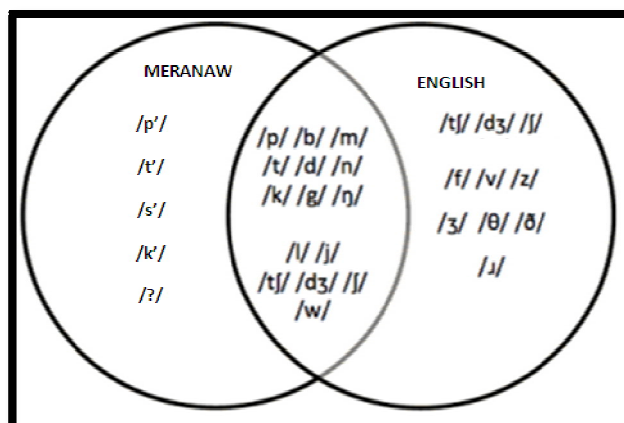 MERANAW
/p'/
/t'/
/s'/
/k'/
/?/
/p/ /b/ /m/
/t/ /d/ /n/
/k/ /g/ /ŋ/
/l/ /j/
/tʃ/ /dʒ/ /ʃ/
/w/
ENGLISH
/tʃ/ /dʒ/ /ʃ/
/f/ /v/ /z/
/ʒ/ /θ/ /ð/
/ɹ/